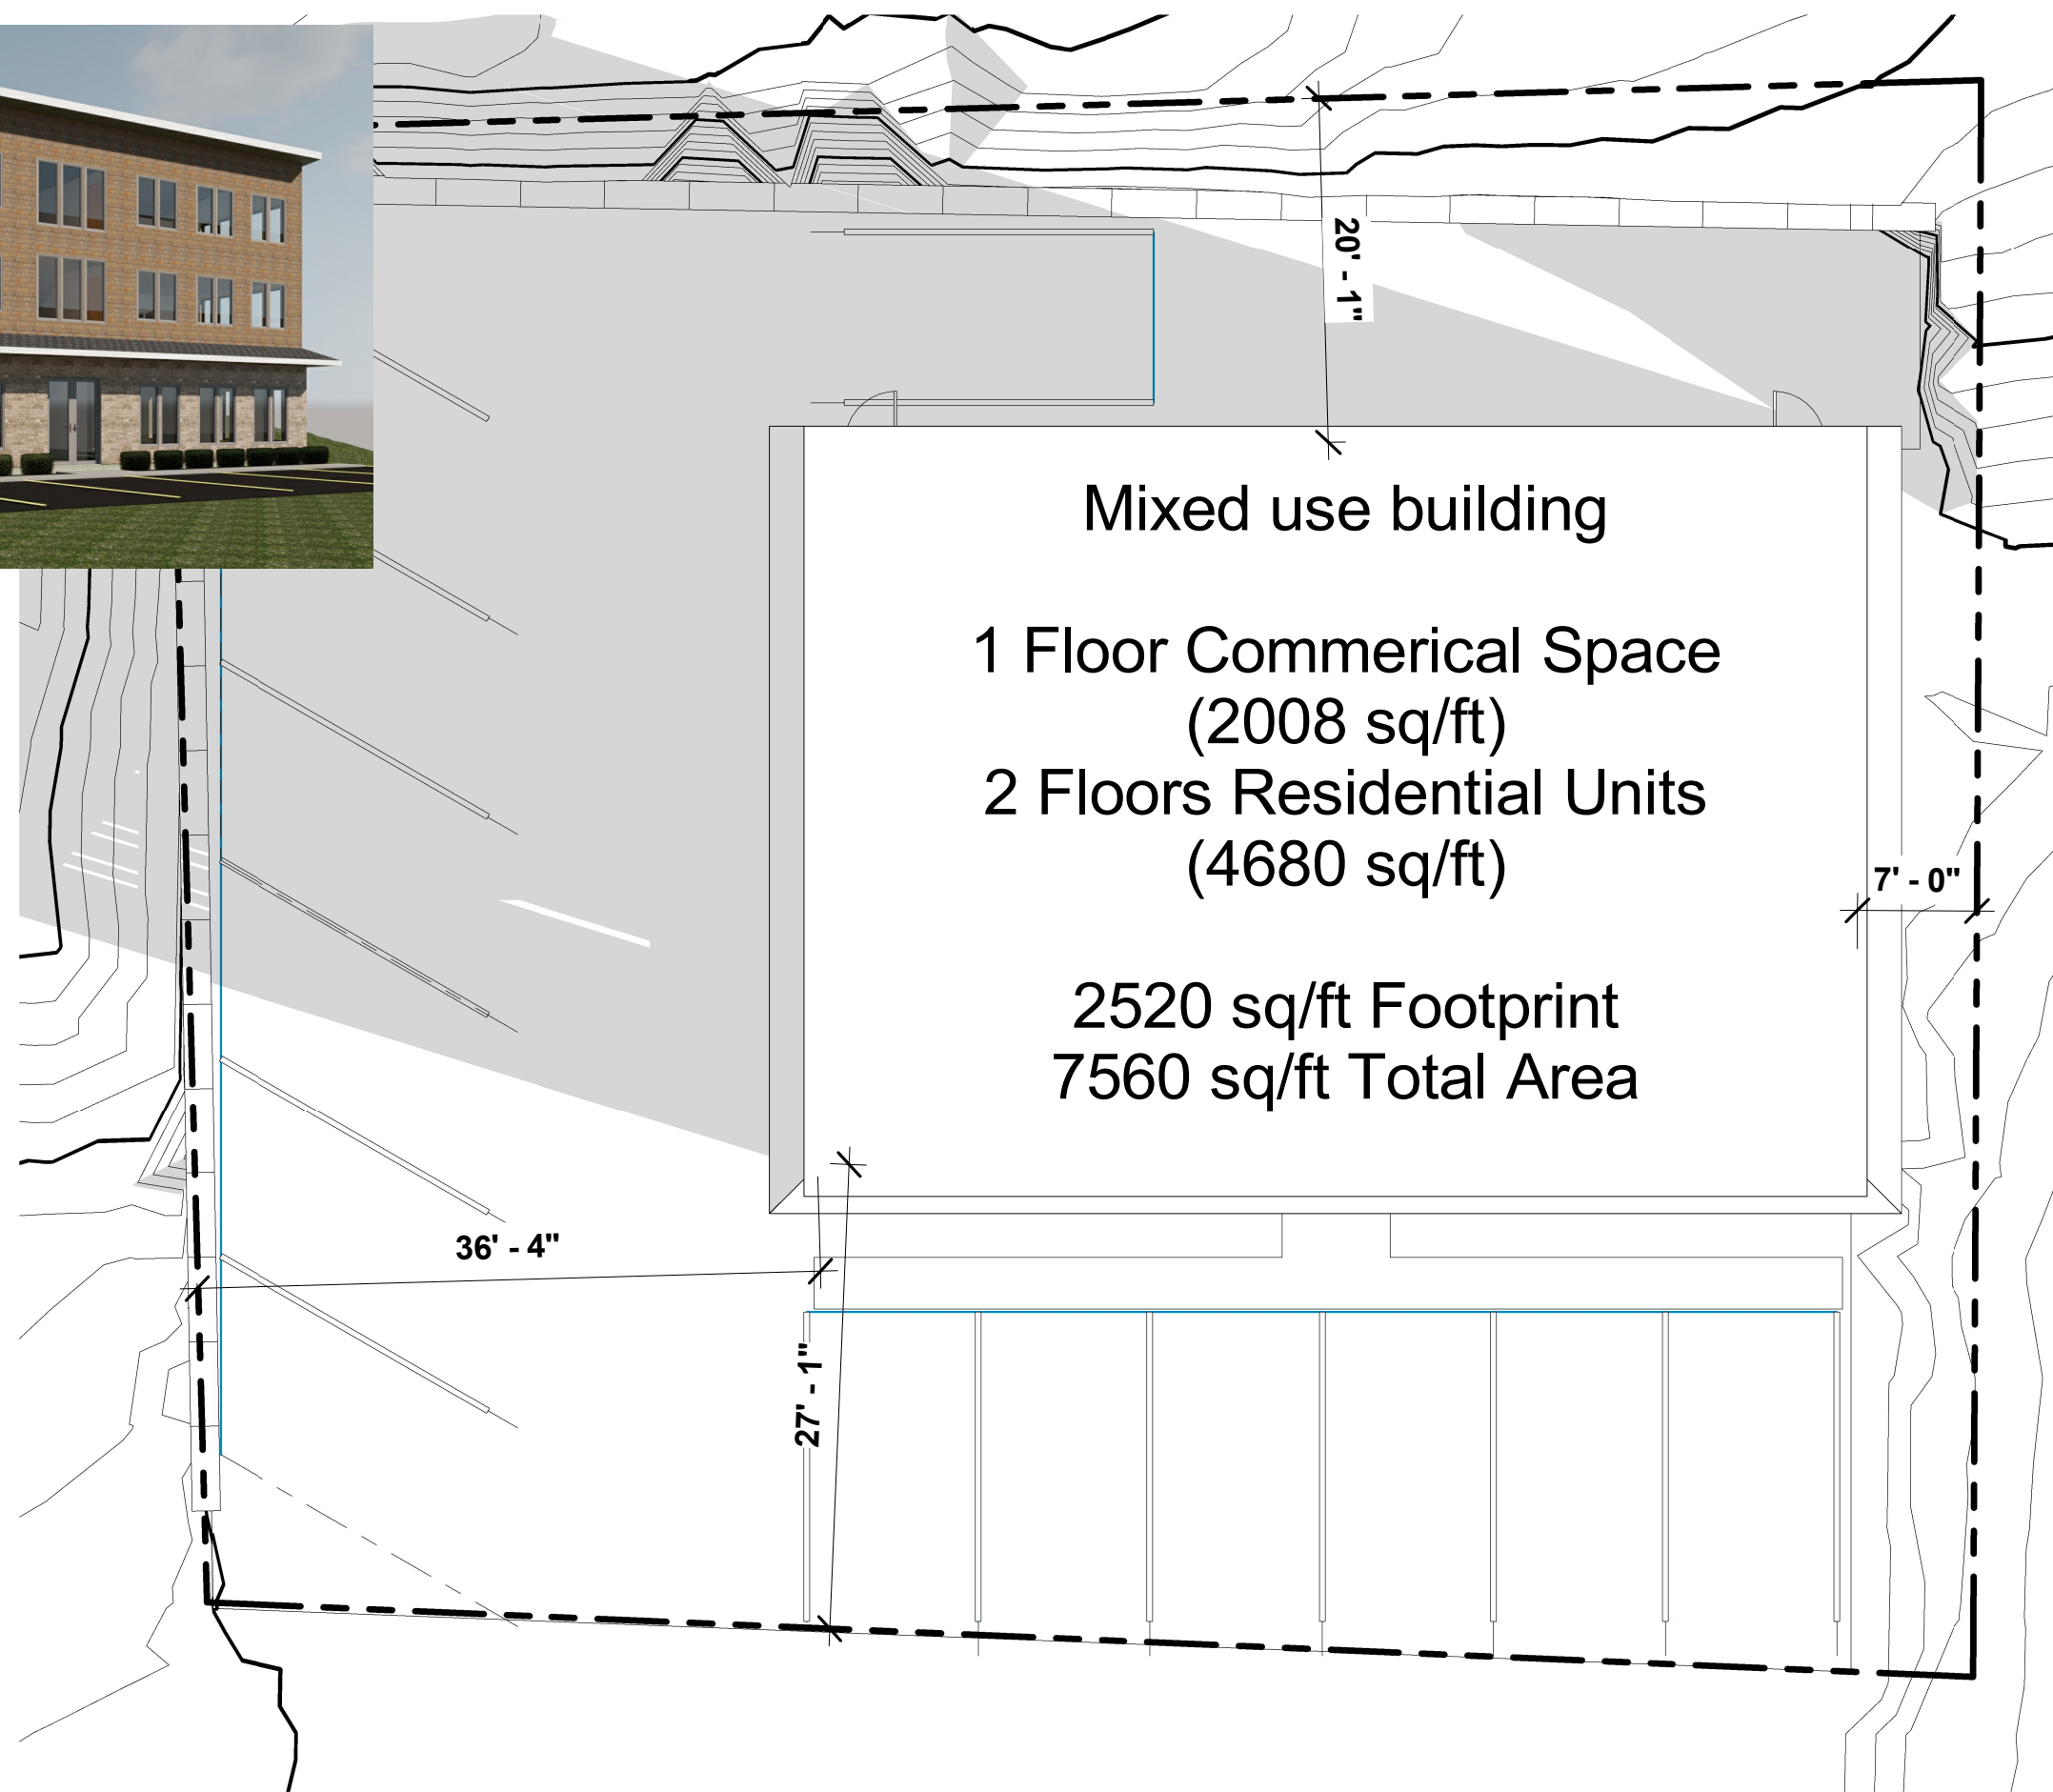 20' - 1"
Mixed use building
1 Floor Commerical Space
(2008 sq/ft)
2 Floors Residential Units
(4680 sq/ft)
7' - 0"
2520 sq/ft Footprint
7560 sq/ft Total Area
36' - 4"
27' - 1"